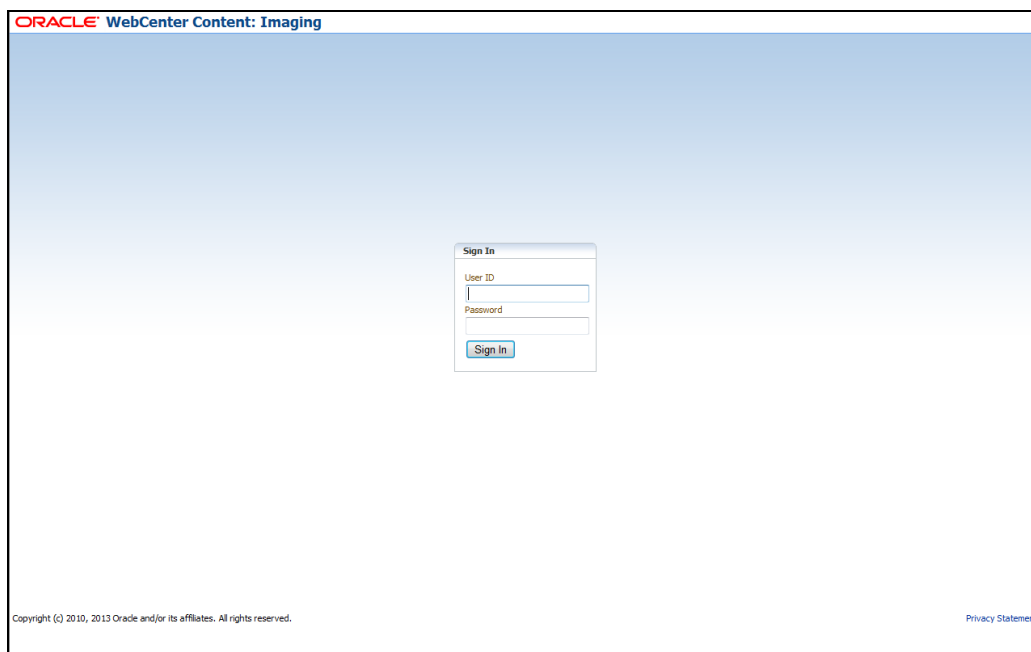 ORACLE WebCenter Content: Imaging
Sign In
User ID
Password
Sign In
Copyright (c) 2010, 2013 Oracle and/or its affiliates. All rights reserved.
Privacy